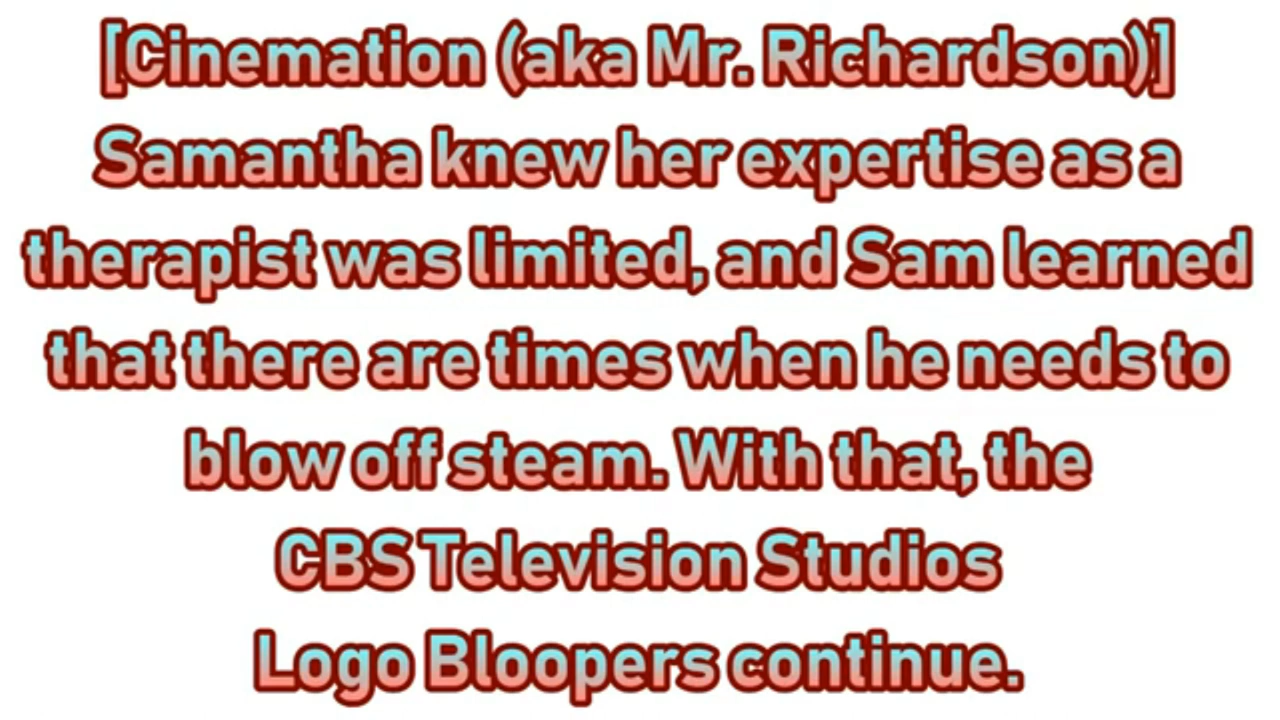 [Cinemation (aka Mr. Richardson)]
Samantha knew her expertise as a
therapist was limited, and Sam learned
that there are times when he needs to
blow off steam. With that, the
CBS Television Studios
Logo Bloopers continue.